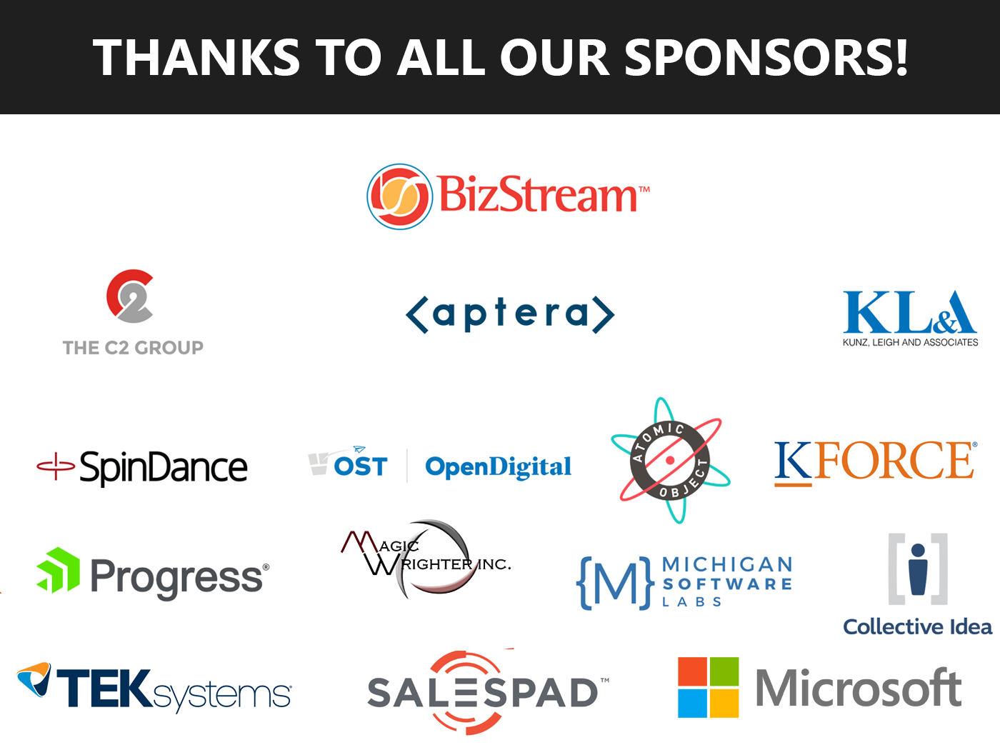 THANKS TO ALL OUR SPONSORS!
BizStream™
C2
THE C2 GROUP
<aptera>
KL&A
KUNZ, LEIGH AND ASSOCIATES
SpinDance
OST | OpenDigital
ATOMIC
OBJECT
KFORCE®
Progress®
MAGIC
WRIGHTER INC.
{M} MICHIGAN
SOFTWARE
LABS
Collective Idea
TEKsystems®
SALESPAD™
Microsoft